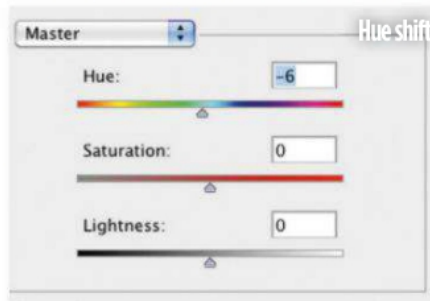 Master
Hue shift
Hue:
-6
Saturation:
0
Lightness:
0